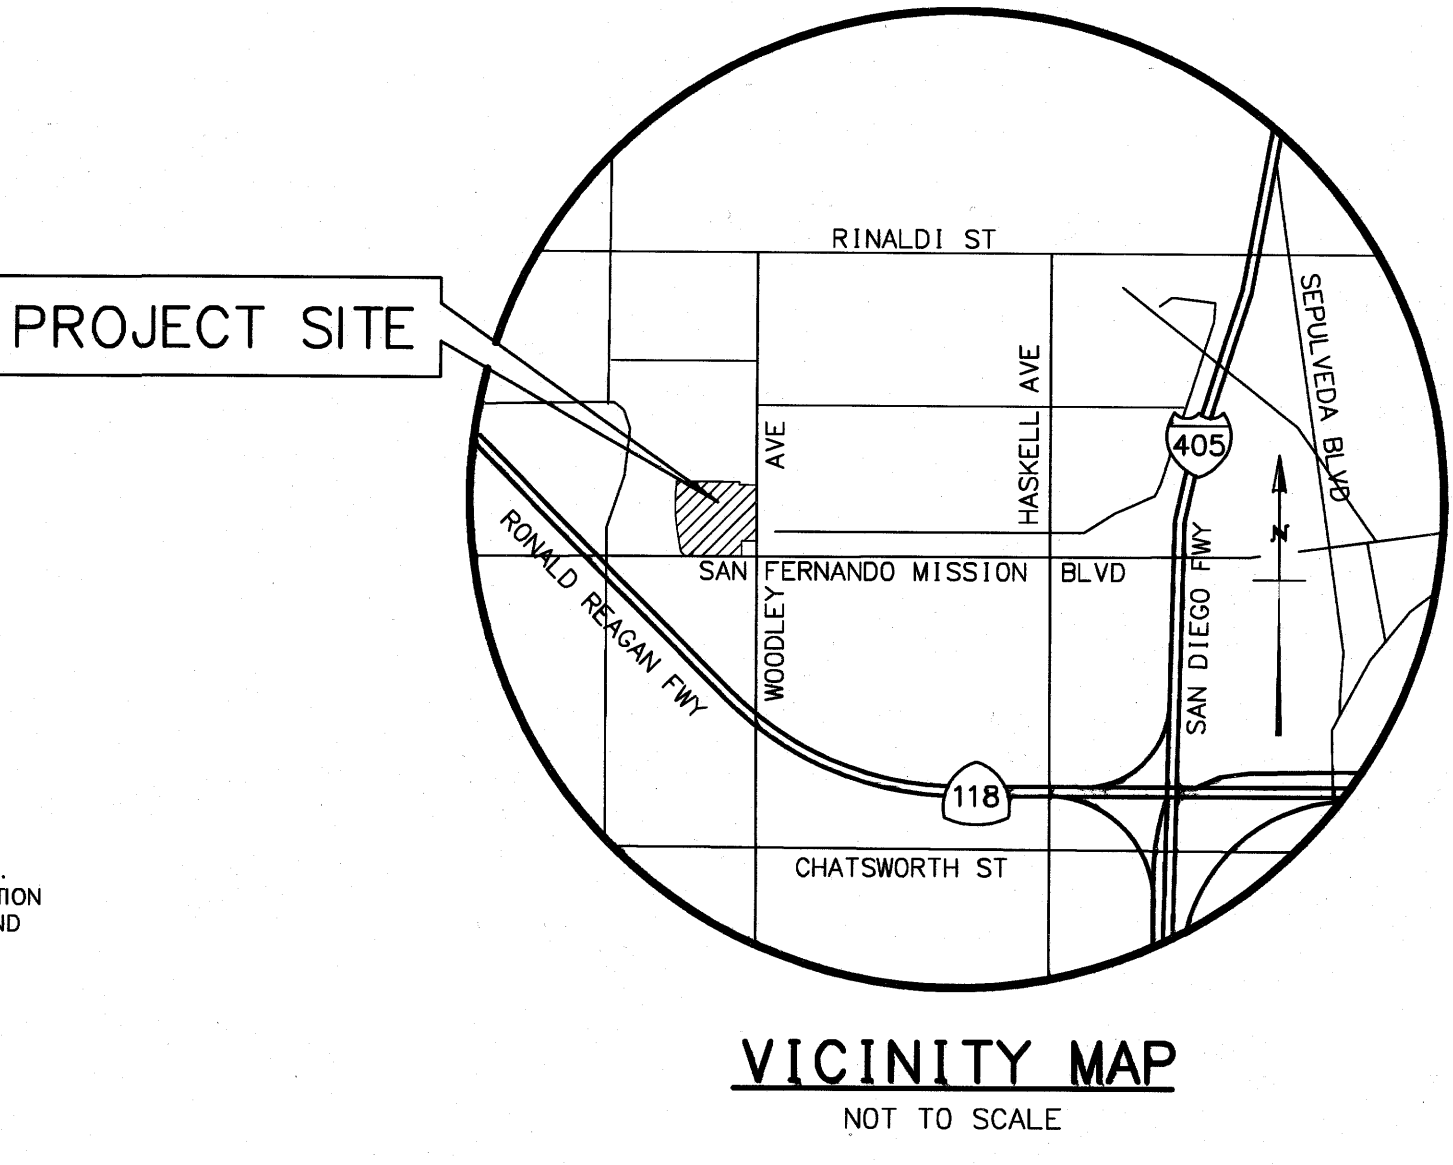 RINALDI ST
PROJECT SITE
SEPULVEDA BLVD
HASKELL AVE
WOODLEY AVE
405
N
RONALD REAGAN FWY
SAN FERNANDO MISSION BLVD
SAN DIEGO FWY
118
CHATSWORTH ST
TION
ND
VICINITY MAP
NOT TO SCALE